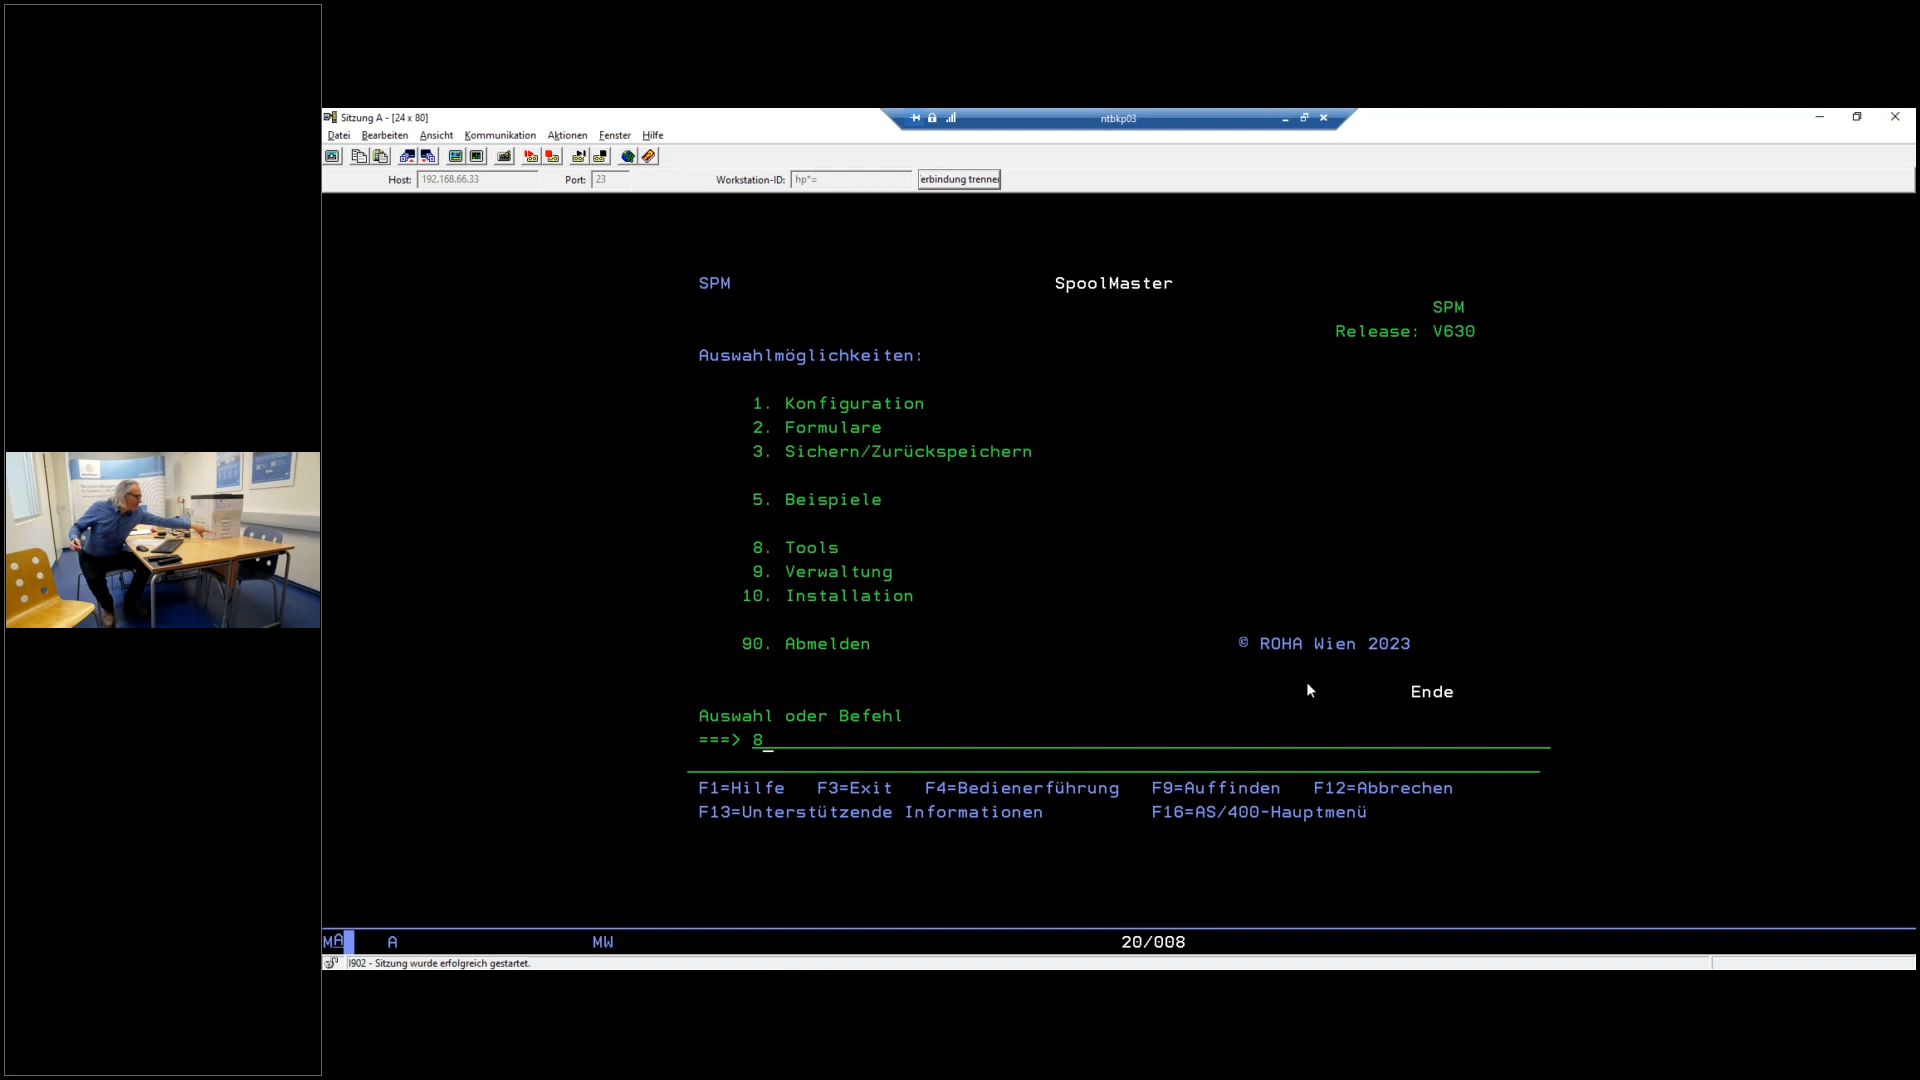 Sitzung A - [24 x 80]
ntbkp03
Datei Bearbeiten Ansicht Kommunikation Aktionen Fenster Hilfe
Host: 192.168.66.33 Port: 23 Workstation-ID: hp*= erbindung trenne
SPM SpoolMaster
SPM
Release: V630
Auswahlmöglichkeiten:
1. Konfiguration
2. Formulare
3. Sichern/Zurückspeichern
5. Beispiele
8. Tools
9. Verwaltung
10. Installation
90. Abmelden © ROHA Wien 2023
Ende
Auswahl oder Befehl
===> 8_
F1=Hilfe F3=Exit F4=Bedienerführung F9=Auffinden F12=Abbrechen
F13=Unterstützende Informationen F16=AS/400-Hauptmenü
MA A MW 20/008
I902 - Sitzung wurde erfolgreich gestartet.